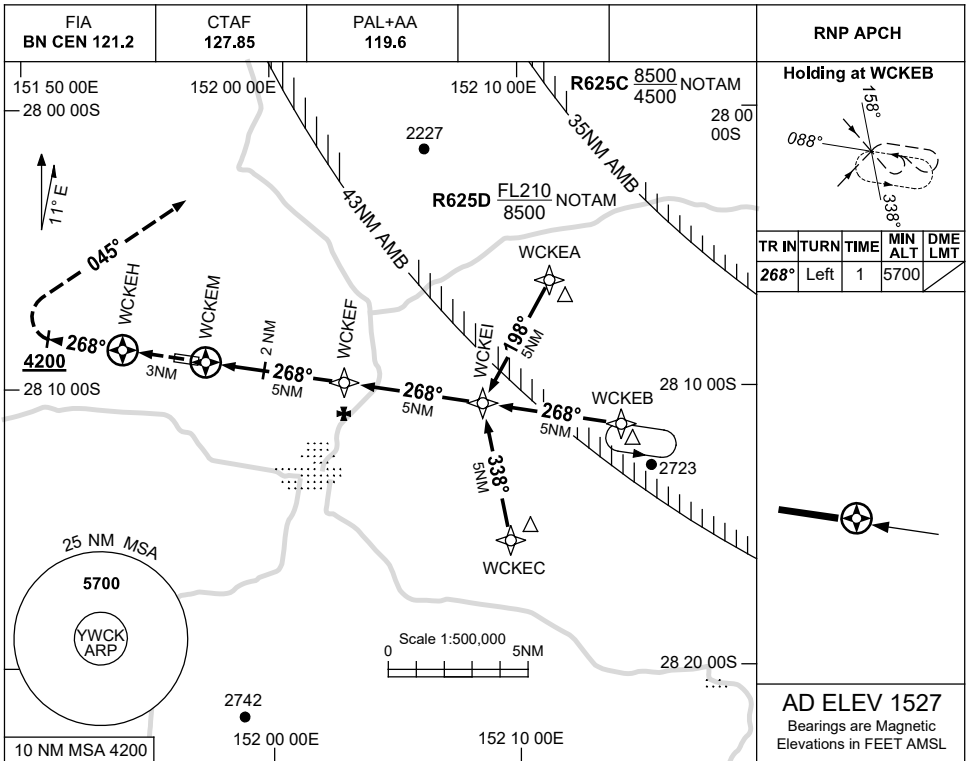 FIA
BN CEN 121.2
CTAF
127.85
PAL+AA
119.6
RNP APCH
151 50 00E
152 00 00E
152 10 00E
28 00 00S
28 00
00S
R625C 8500
4500 NOTAM
35NM AMB
2227
R625D FL210
8500 NOTAM
43NM AMB
11° E
045°
WCKEH
WCKEM
2 NM
WCKEF
WCKEI
WCKEA
198°
5NM
268°
4200
3NM
268°
5NM
268°
5NM
268°
5NM
WCKEB
28 10 00S
28 10 00S
2723
338°
5NM
WCKEC
25 NM MSA
5700
YWCK
ARP
Scale 1:500,000
0
5NM
28 20 00S
2742
152 00 00E
152 10 00E
10 NM MSA 4200
Holding at WCKEB
158°
088°
338°
TR IN TURN TIME MIN ALT DME LMT
268° Left 1 5700
AD ELEV 1527
Bearings are Magnetic
Elevations in FEET AMSL